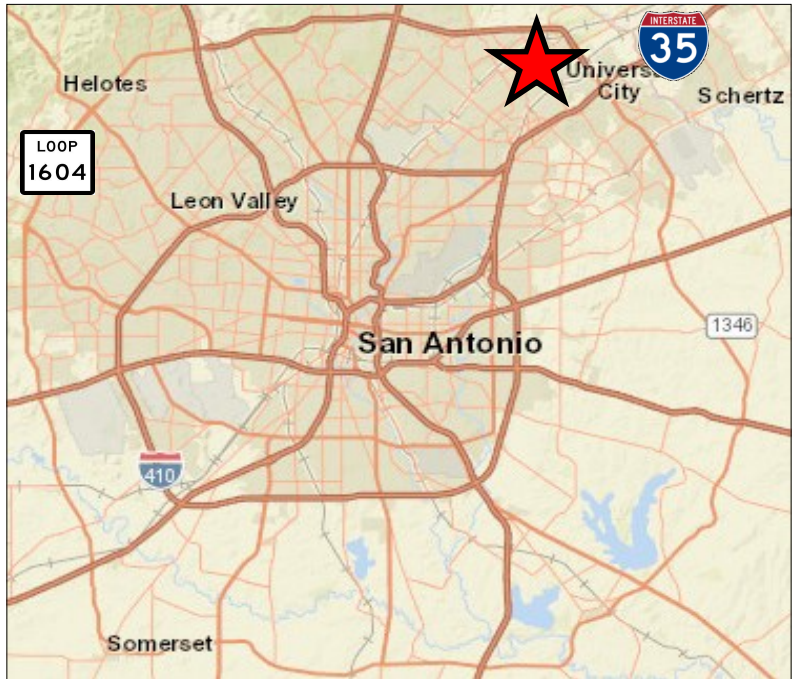 INTERSTATE
35
Helotes
Univers
City
Schertz
LOOP
1604
Leon Valley
1346
San Antonio
410
Somerset